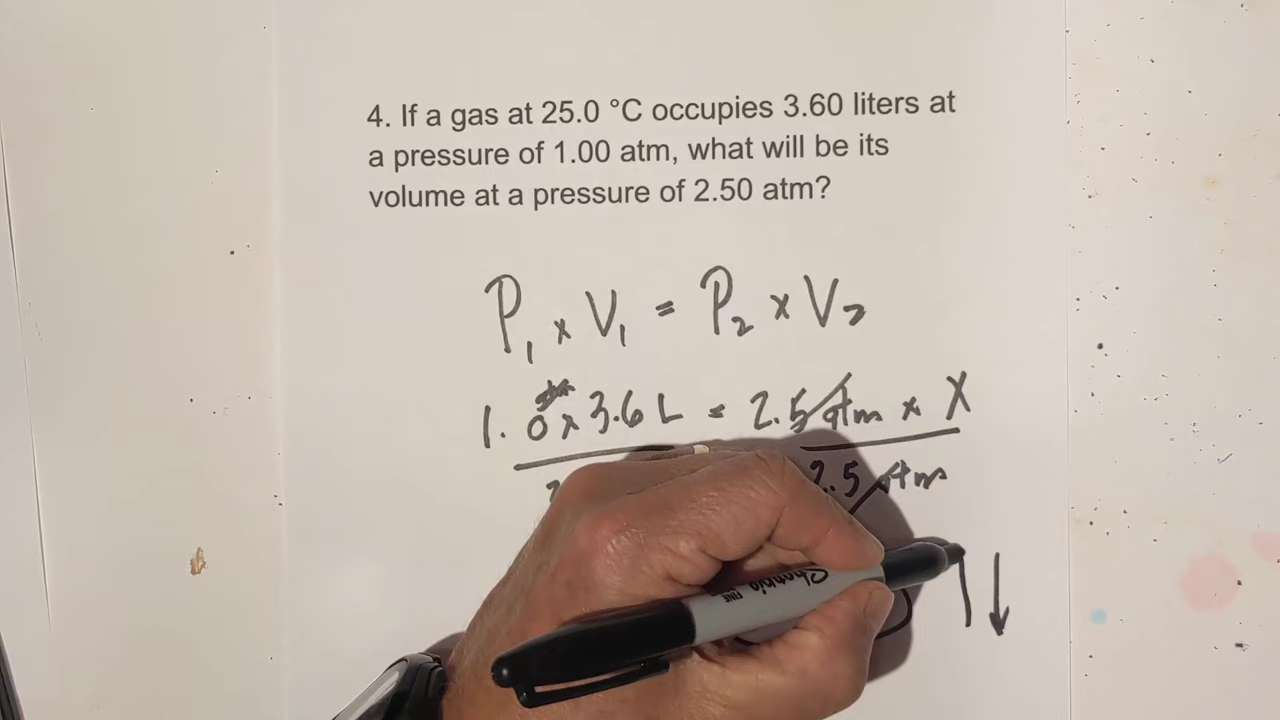 4. If a gas at 25.0 °C occupies 3.60 liters at
a pressure of 1.00 atm, what will be its
volume at a pressure of 2.50 atm?
P₁ x V₁ = P₂ x V₂
1.0 x 3.6 L = 2.5 atm x X
2.5 atm
Sharpie
FINE